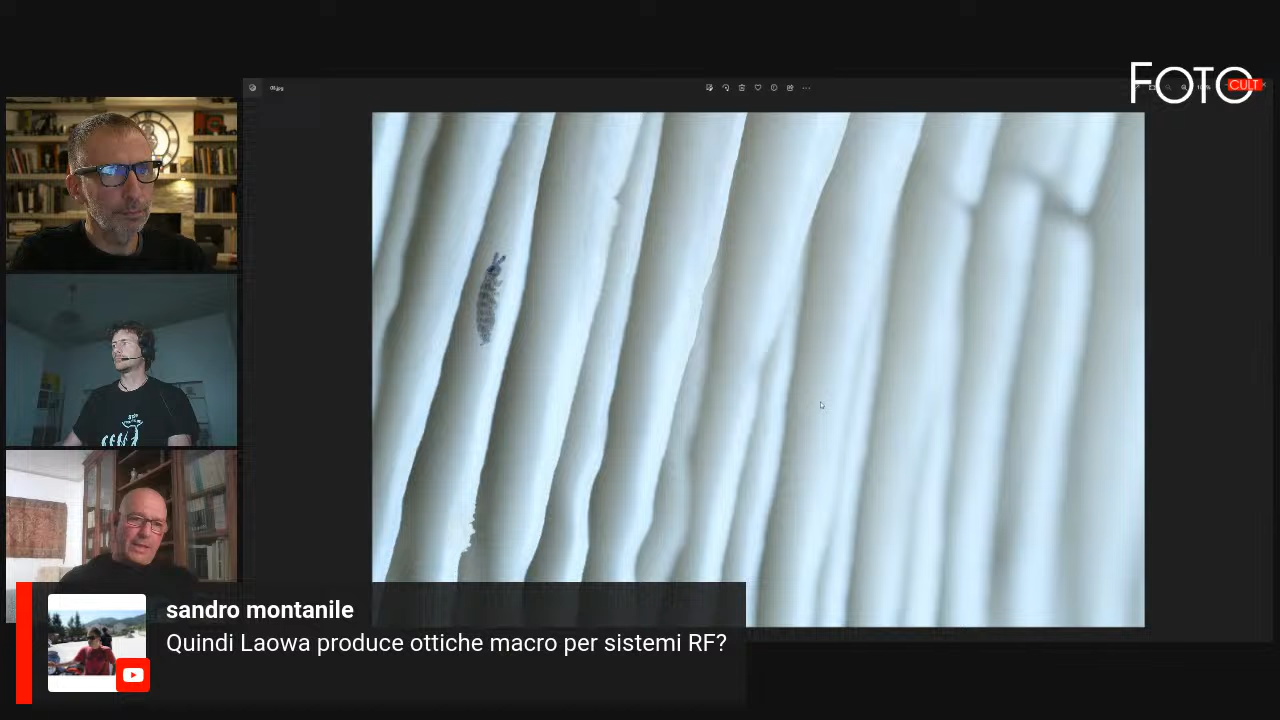 FOTO
CULT
sandro montanile
Quindi Laowa produce ottiche macro per sistemi RF?